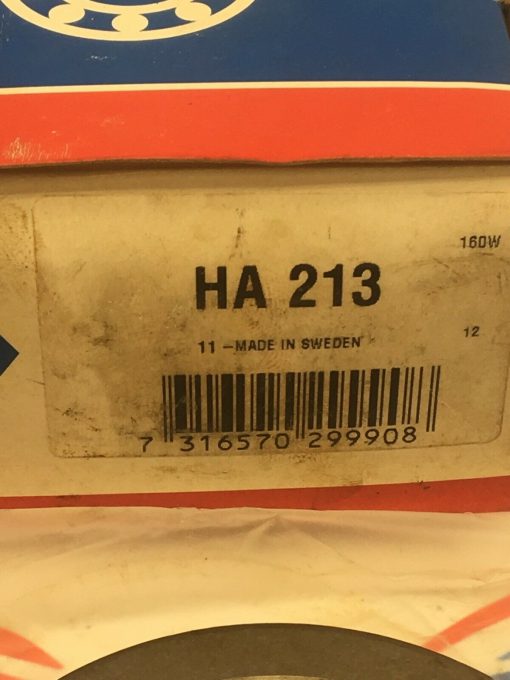 160W
HA 213
11 –MADE IN SWEDEN
12
7 316570 299908